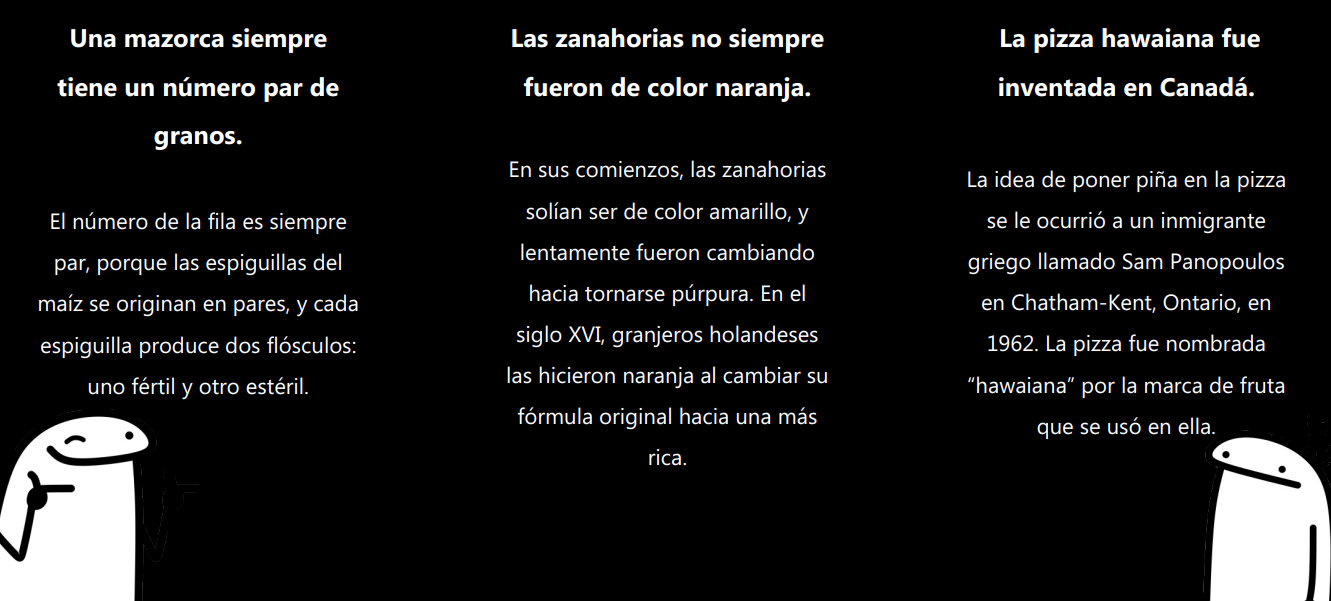 Una mazorca siempre
tiene un número par de
granos.
El número de la fila es siempre
par, porque las espiguillas del
maíz se originan en pares, y cada
espiguilla produce dos flósculos:
uno fértil y otro estéril.
Las zanahorias no siempre
fueron de color naranja.
En sus comienzos, las zanahorias
solían ser de color amarillo, y
lentamente fueron cambiando
hacia tornarse púrpura. En el
siglo XVI, granjeros holandeses
las hicieron naranja al cambiar su
fórmula original hacia una más
rica.
La pizza hawaiana fue
inventada en Canadá.
La idea de poner piña en la pizza
se le ocurrió a un inmigrante
griego llamado Sam Panopoulos
en Chatham-Kent, Ontario, en
1962. La pizza fue nombrada
“hawaiana” por la marca de fruta
que se usó en ella.